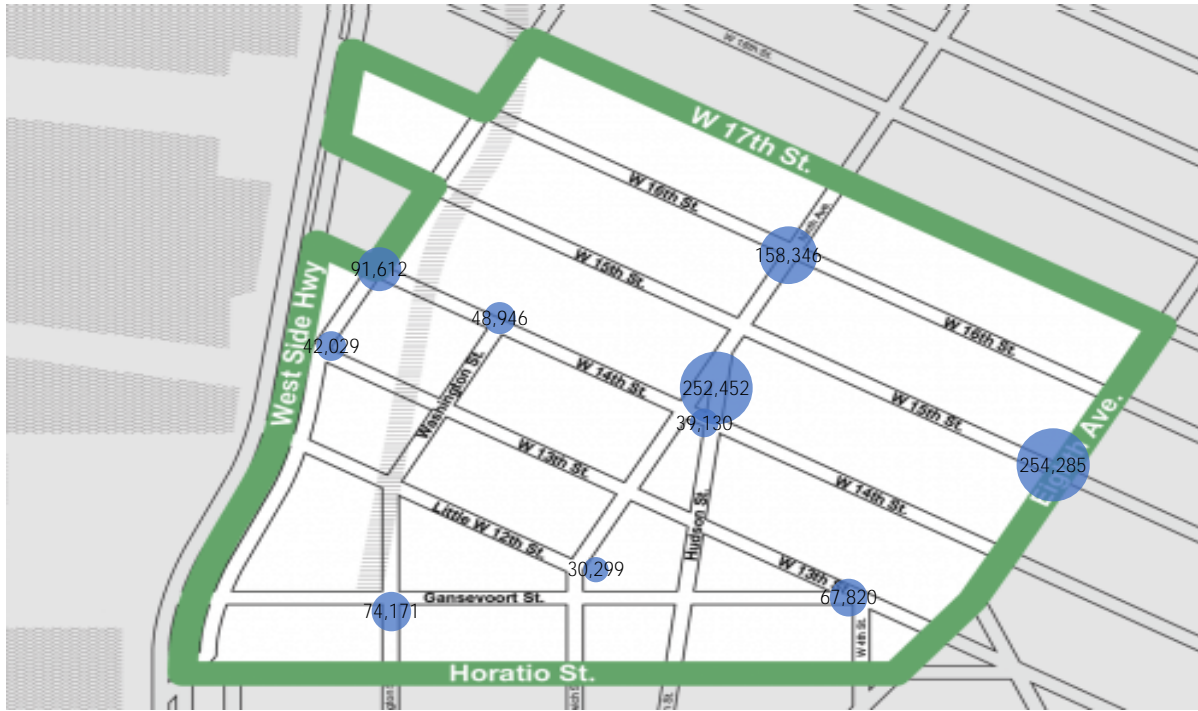 W 18th St.
W 17th St.
W 16th St.
158,346
W 15th St.
91,612
48,946
West Side Hwy
42,029
W 14th St.
W 16th St.
Washington St.
252,452
39,130
W 15th St.
Eighth Ave.
254,285
W 13th St.
W 14th St.
Hudson St.
Little W 12th St.
30,299
W 13th St.
67,820
Gansevoort St.
74,171
W 4th St.
Horatio St.